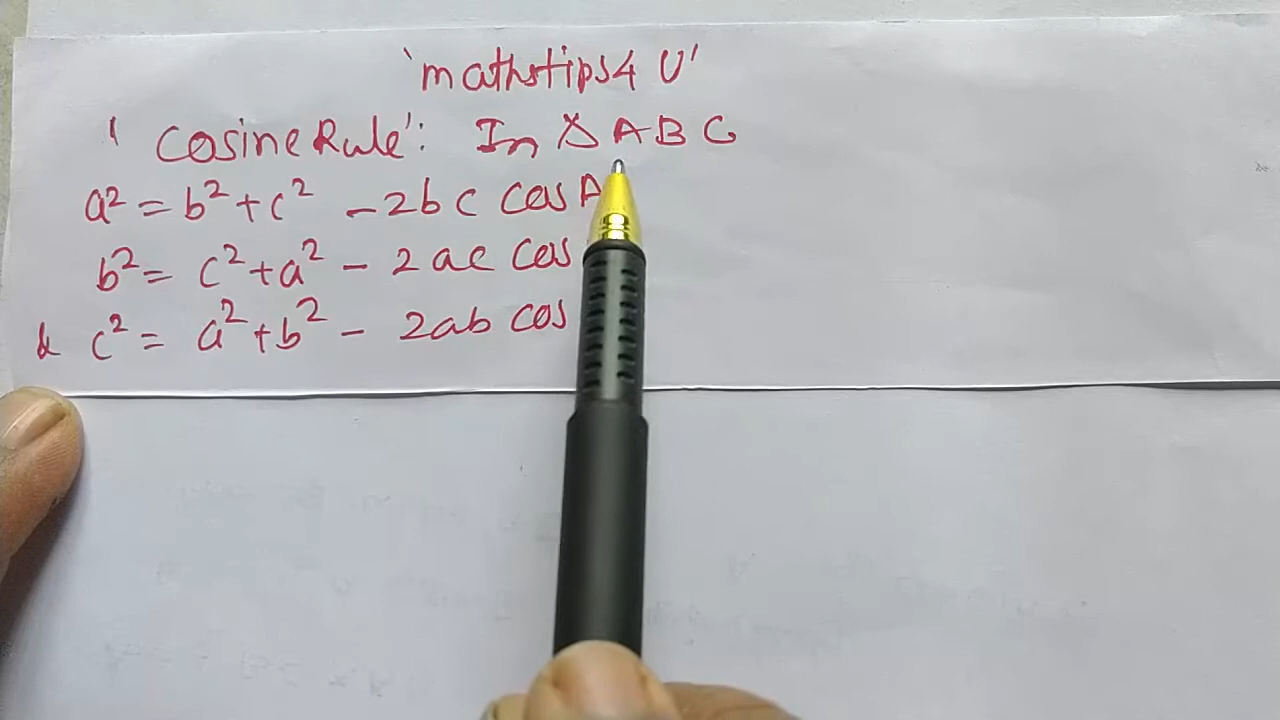 'mathstips4 U'
'Cosine Rule': In Δ A B C
a² = b² + c² - 2bc cos A
b² = c² + a² - 2ac cos
& c² = a² + b² - 2ab cos